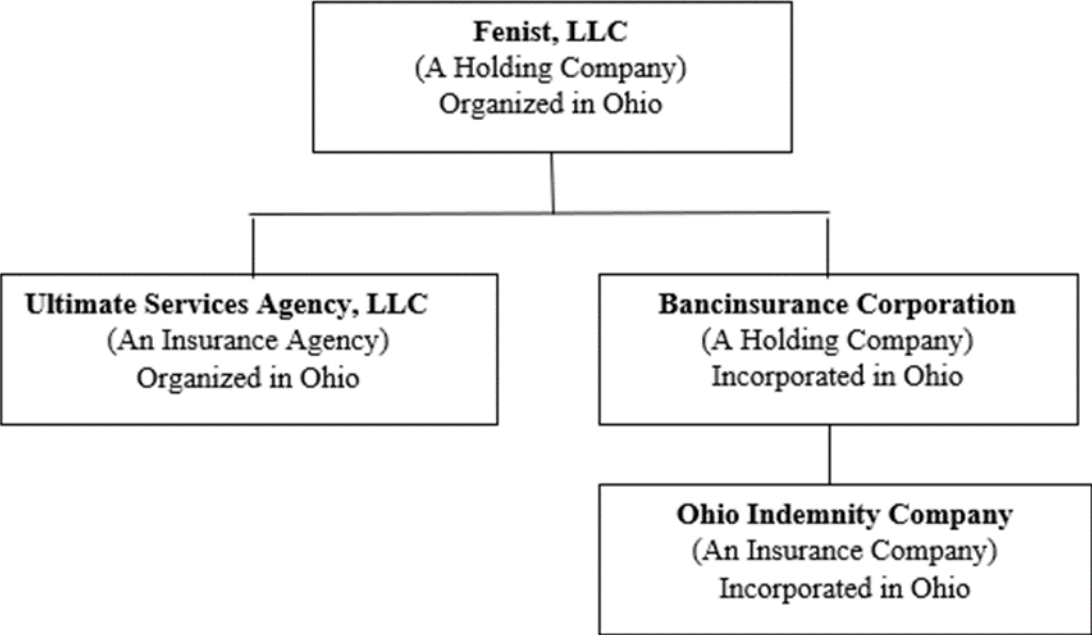 Fenist, LLC
(A Holding Company)
Organized in Ohio
Ultimate Services Agency, LLC
(An Insurance Agency)
Organized in Ohio
Bancinsurance Corporation
(A Holding Company)
Incorporated in Ohio
Ohio Indemnity Company
(An Insurance Company)
Incorporated in Ohio